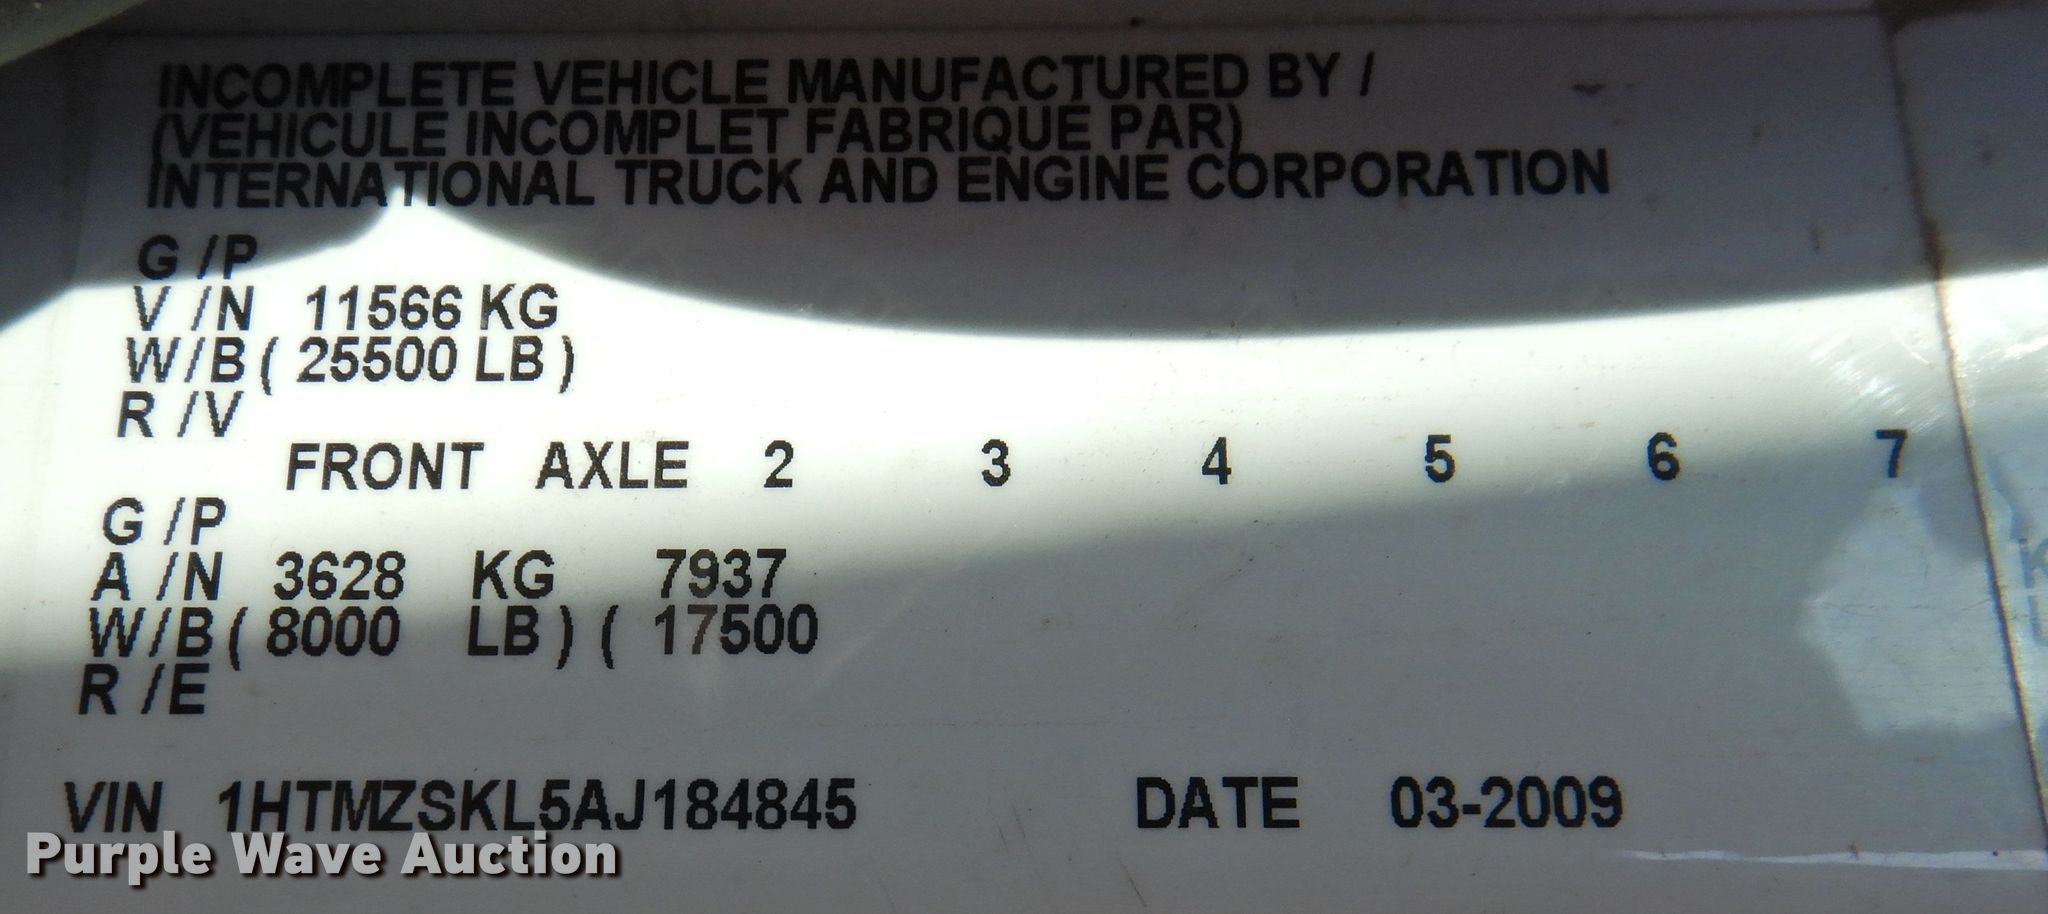 INCOMPLETE VEHICLE MANUFACTURED BY /
(VEHICULE INCOMPLET FABRIQUÉ PAR)
INTERNATIONAL TRUCK AND ENGINE CORPORATION
G /P
V /N 11566 KG
W/B ( 25500 LB )
R /V
FRONT AXLE 2 3 4 5 6 7
G /P
A /N 3628 KG 7937
W/B ( 8000 LB ) ( 17500
R /E
VIN 1HTMZSKL5AJ184845 DATE 03-2009
Purple Wave Auction